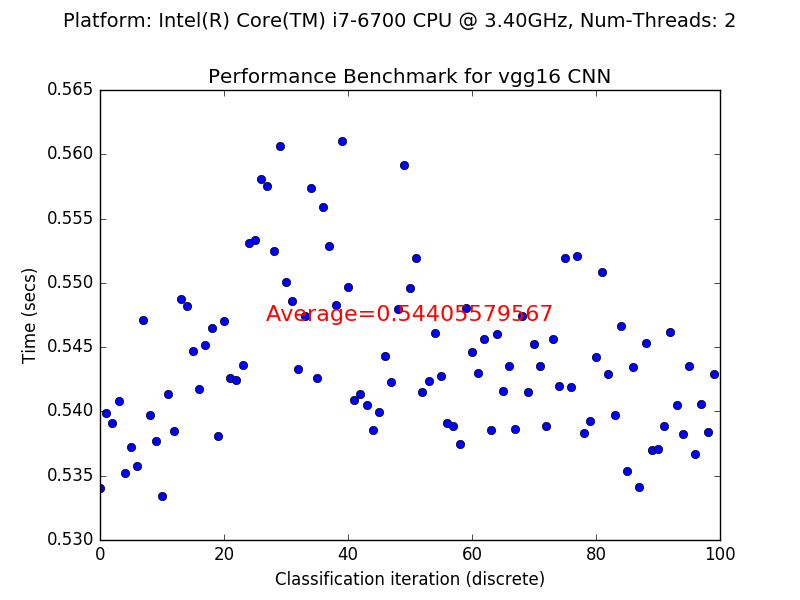 Platform: Intel(R) Core(TM) i7-6700 CPU @ 3.40GHz, Num-Threads: 2
Performance Benchmark for vgg16 CNN
0.565
0.560
0.555
0.550
0.545
0.540
0.535
0.530
Time (secs)
Average=0.54405579567
0 20 40 60 80 100
Classification iteration (discrete)